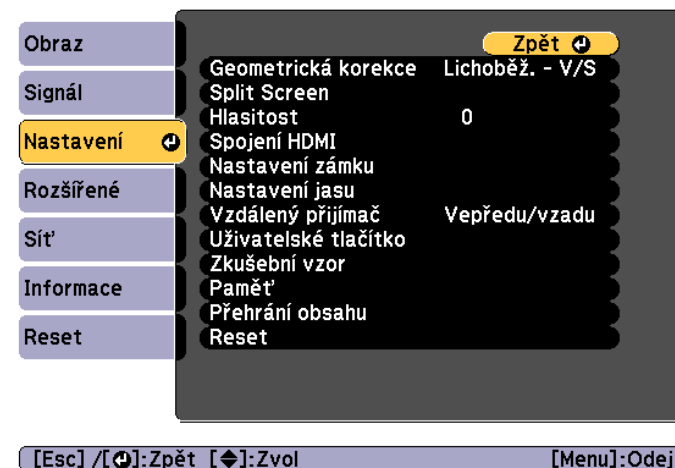 Obraz
Signál
Nastavení
Rozšířené
Síť
Informace
Reset
Zpět
Geometrická korekce Lichoběž. - V/S
Split Screen
Hlasitost 0
Spojení HDMI
Nastavení zámku
Nastavení jasu
Vzdálený přijímač Vepředu/vzadu
Uživatelské tlačítko
Zkušební vzor
Paměť
Přehrání obsahu
Reset
[Esc] /[]:Zpět []:Zvol [Menu]:Odej